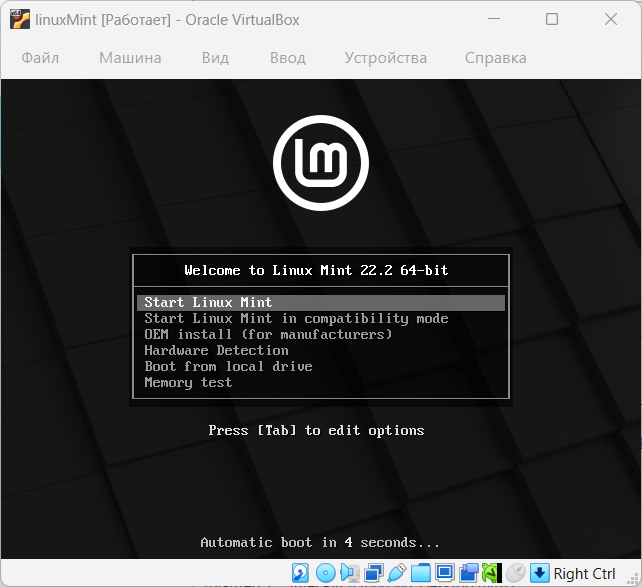 linuxMint [Работает] - Oracle VirtualBox
Файл Машина Вид Ввод Устройства Справка
lm
Welcome to Linux Mint 22.2 64-bit
Start Linux Mint
Start Linux Mint in compatibility mode
OEM install (for manufacturers)
Hardware Detection
Boot from local drive
Memory test
Press [Tab] to edit options
Automatic boot in 4 seconds...
Right Ctrl